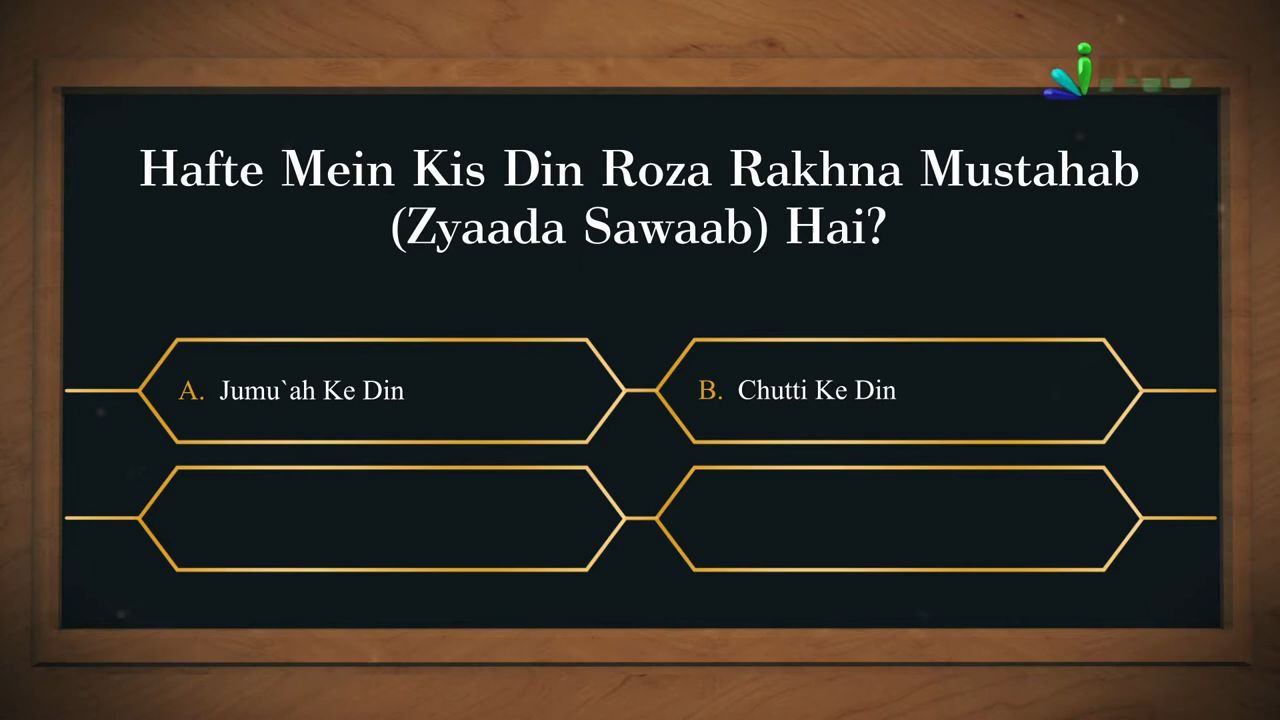 Hafte Mein Kis Din Roza Rakhna Mustahab
(Zyaada Sawaab) Hai?
A. Jumu`ah Ke Din
B. Chutti Ke Din